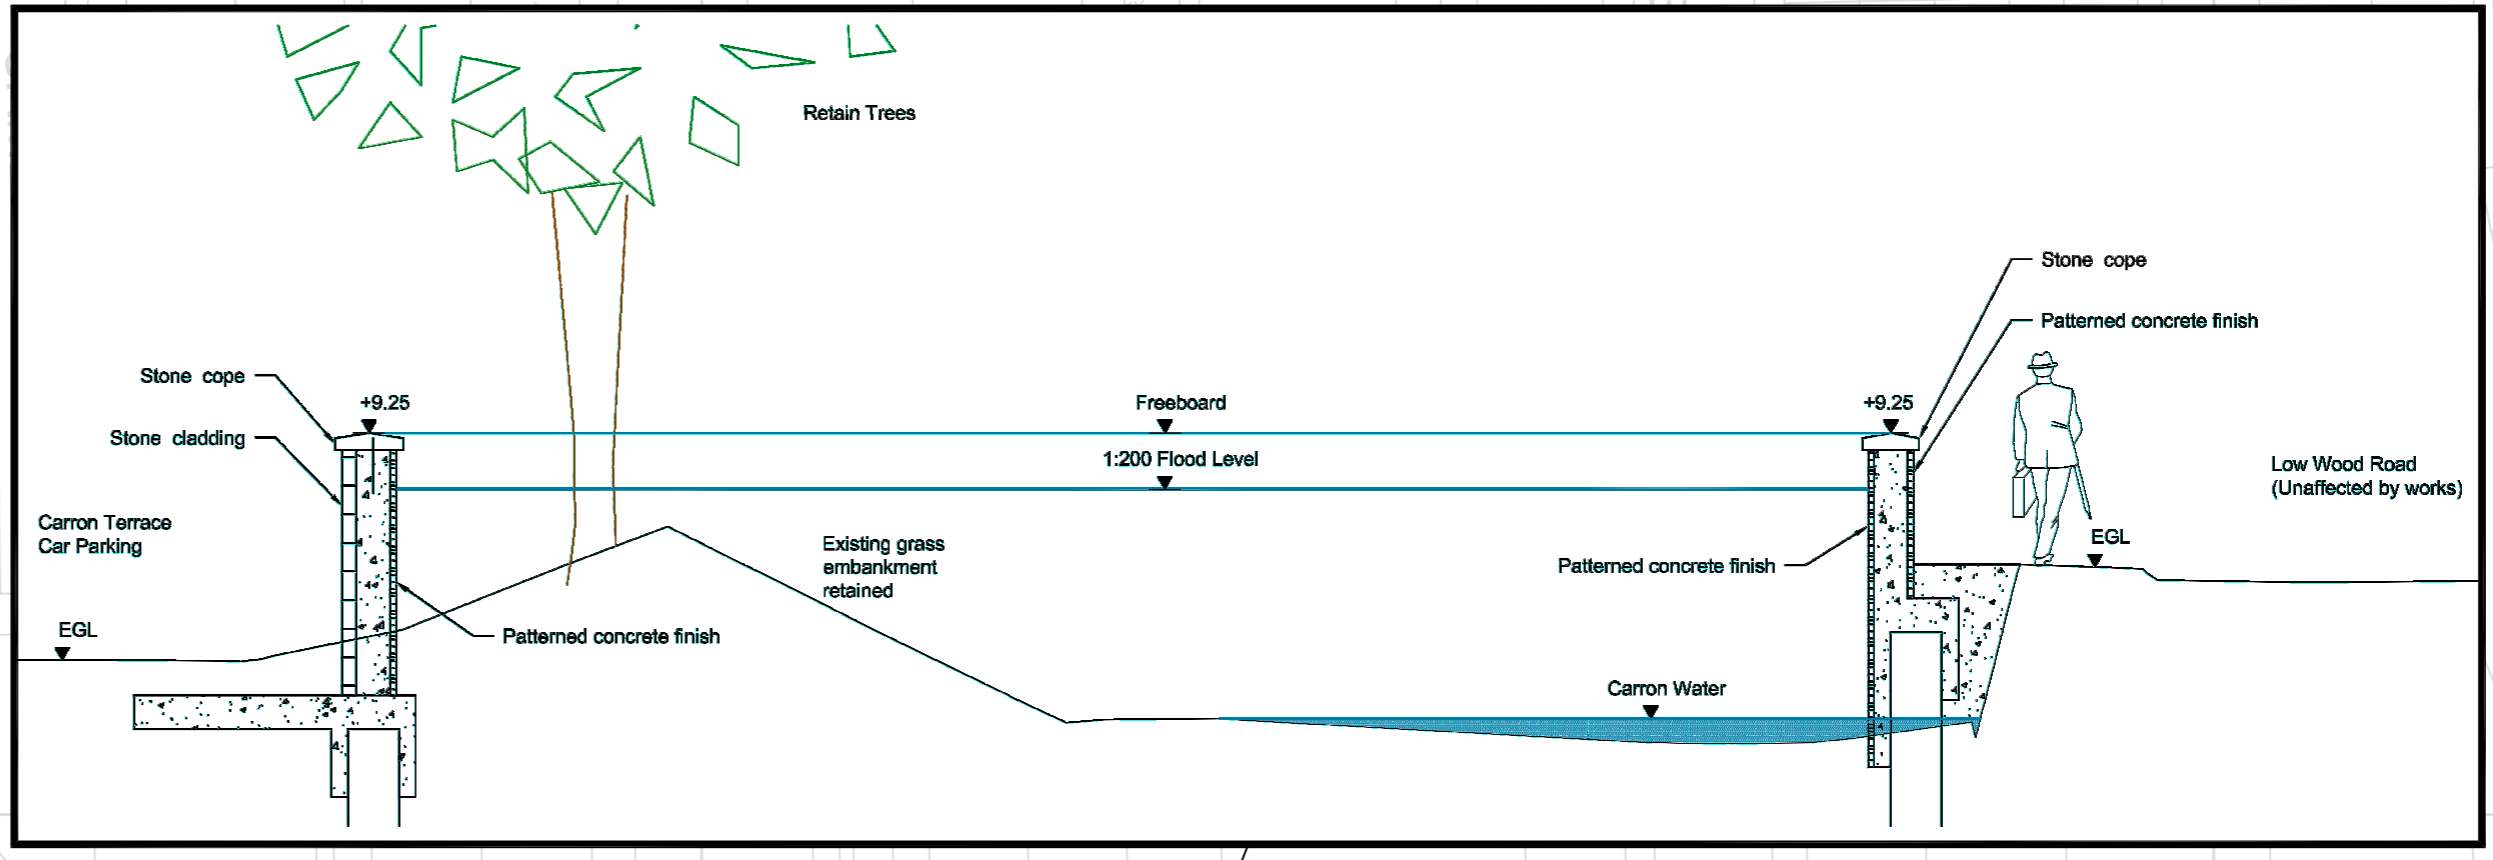 Retain Trees
Stone cope
Patterned concrete finish
Stone cope
+9.25
Freeboard
+9.25
Stone cladding
1:200 Flood Level
Low Wood Road
(Unaffected by works)
Carron Terrace
Car Parking
Existing grass
embankment
retained
Patterned concrete finish
EGL
EGL
Patterned concrete finish
Carron Water